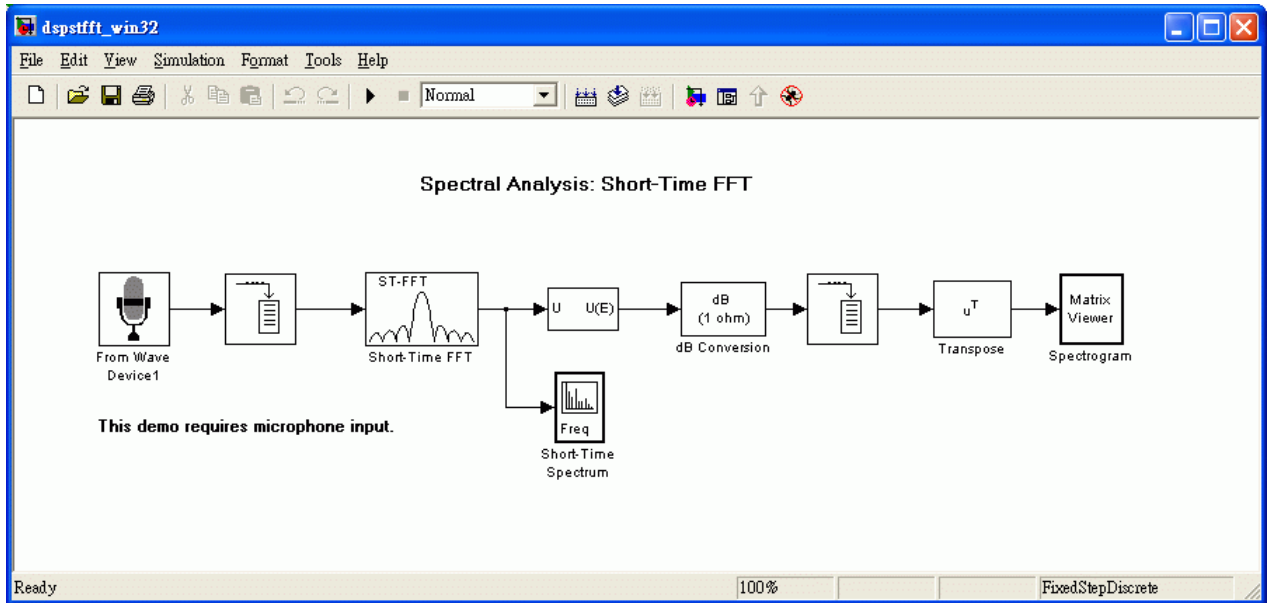 dspstfft_win32
File Edit View Simulation Format Tools Help
Normal
Spectral Analysis: Short-Time FFT
From Wave
Device1
ST-FFT
Short-Time FFT
U U(E)
dB
(1 ohm)
dB Conversion
u^T
Transpose
Matrix
Viewer
Spectrogram
Freq
Short-Time
Spectrum
This demo requires microphone input.
Ready
100%
FixedStepDiscrete